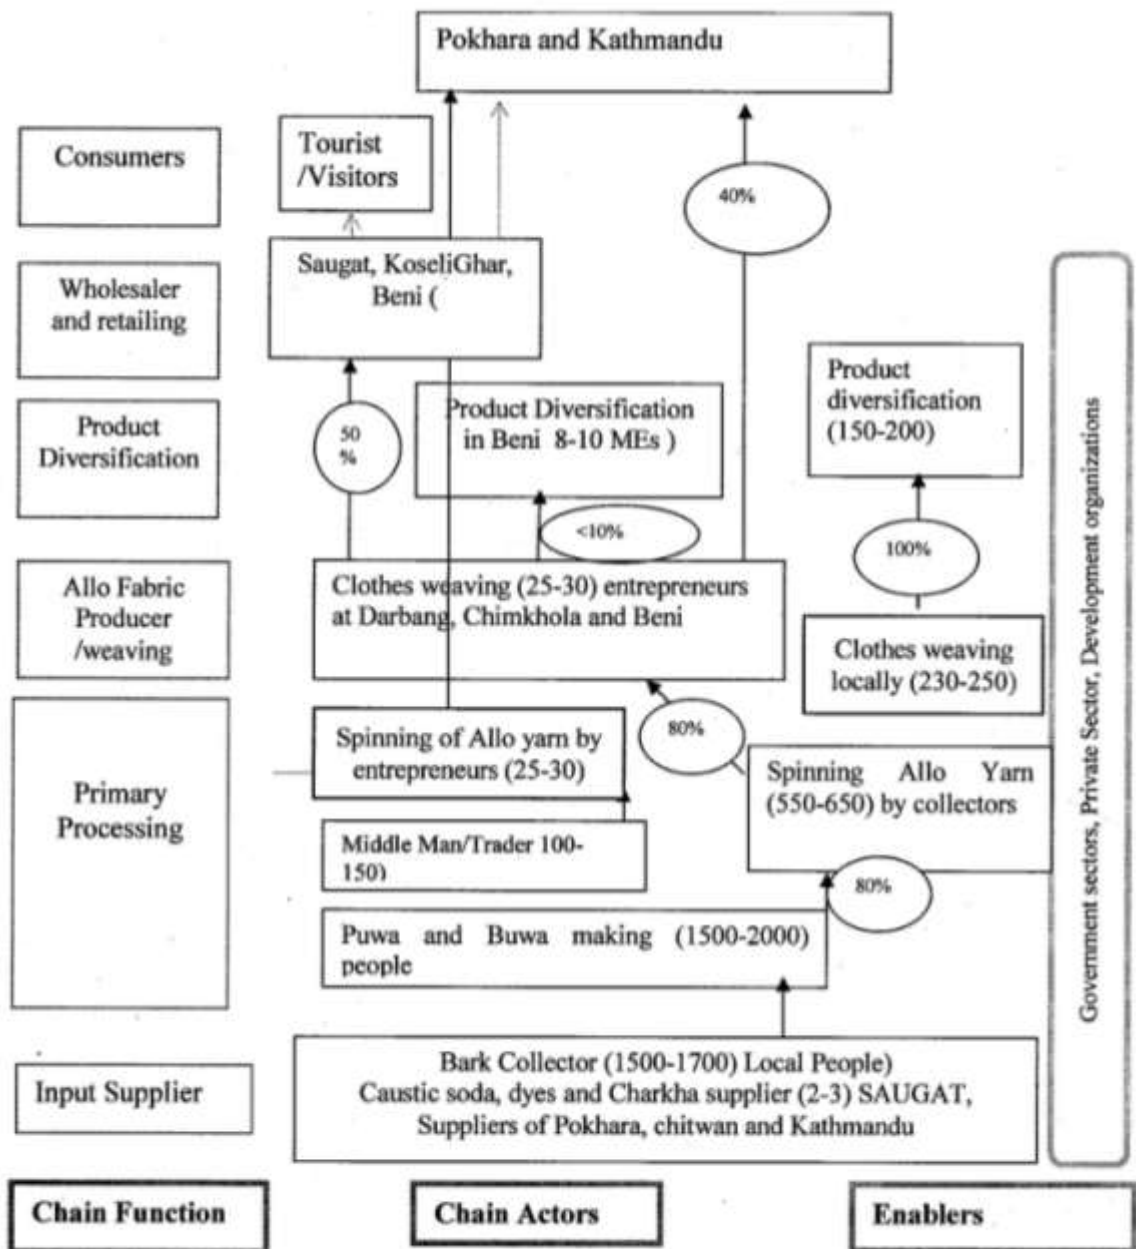 Pokhara and Kathmandu
Consumers
Tourist
/Visitors
40%
Wholesaler
and retailing
Saugat, KoseliGhar,
Beni (
Product
Diversification
50
%
Product Diversification
in Beni 8-10 MEs )
Product
diversification
(150-200)
<10%
100%
Allo Fabric
Producer
/weaving
Clothes weaving (25-30) entrepreneurs
at Darbang, Chimkhola and Beni
Clothes weaving
locally (230-250)
Primary
Processing
Spinning of Allo yarn by
entrepreneurs (25-30)
80%
Spinning Allo Yarn
(550-650) by collectors
Middle Man/Trader 100-
150)
80%
Puwa and Buwa making (1500-2000)
people
Input Supplier
Bark Collector (1500-1700) Local People)
Caustic soda, dyes and Charkha supplier (2-3) SAUGAT,
Suppliers of Pokhara, chitwan and Kathmandu
Government sectors, Private Sector, Development organizations
Chain Function
Chain Actors
Enablers